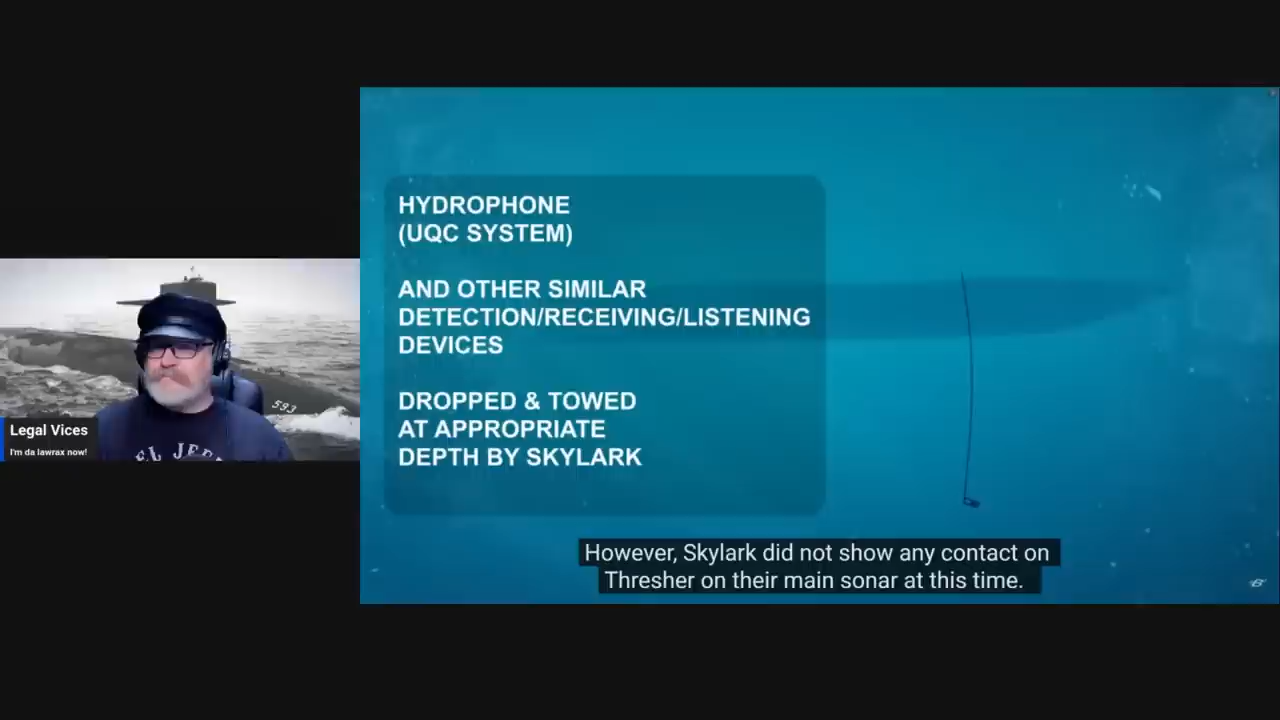 HYDROPHONE
(UQC SYSTEM)
AND OTHER SIMILAR
DETECTION/RECEIVING/LISTENING
DEVICES
DROPPED & TOWED
AT APPROPRIATE
DEPTH BY SKYLARK
593
Legal Vices
I'm da lawrax now!
However, Skylark did not show any contact on
Thresher on their main sonar at this time.